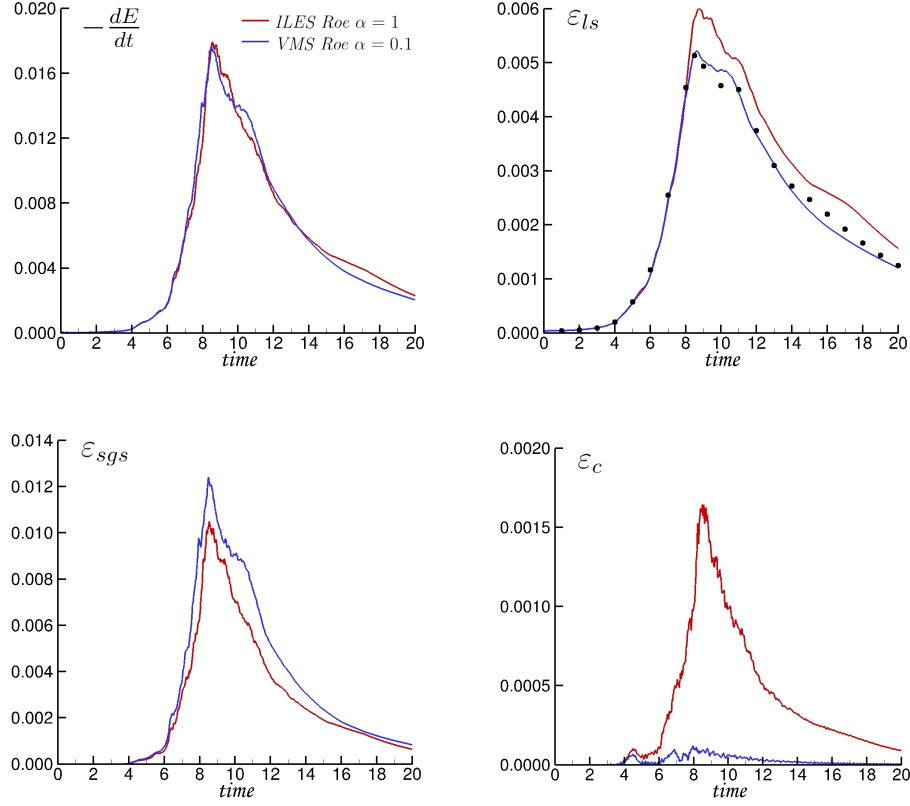 0.020
0.016
0.012
0.008
0.004
0.000
0 2 4 6 8 10 12 14 16 18 20
time
− dE/dt
ILES Roe α = 1
VMS Roe α = 0.1
0.006
0.005
0.004
0.003
0.002
0.001
0.000
0 2 4 6 8 10 12 14 16 18 20
time
ε_ls
0.014
0.012
0.010
0.008
0.006
0.004
0.002
0.000
0 2 4 6 8 10 12 14 16 18 20
time
ε_sgs
0.0020
0.0015
0.0010
0.0005
0.0000
0 2 4 6 8 10 12 14 16 18 20
time
ε_c